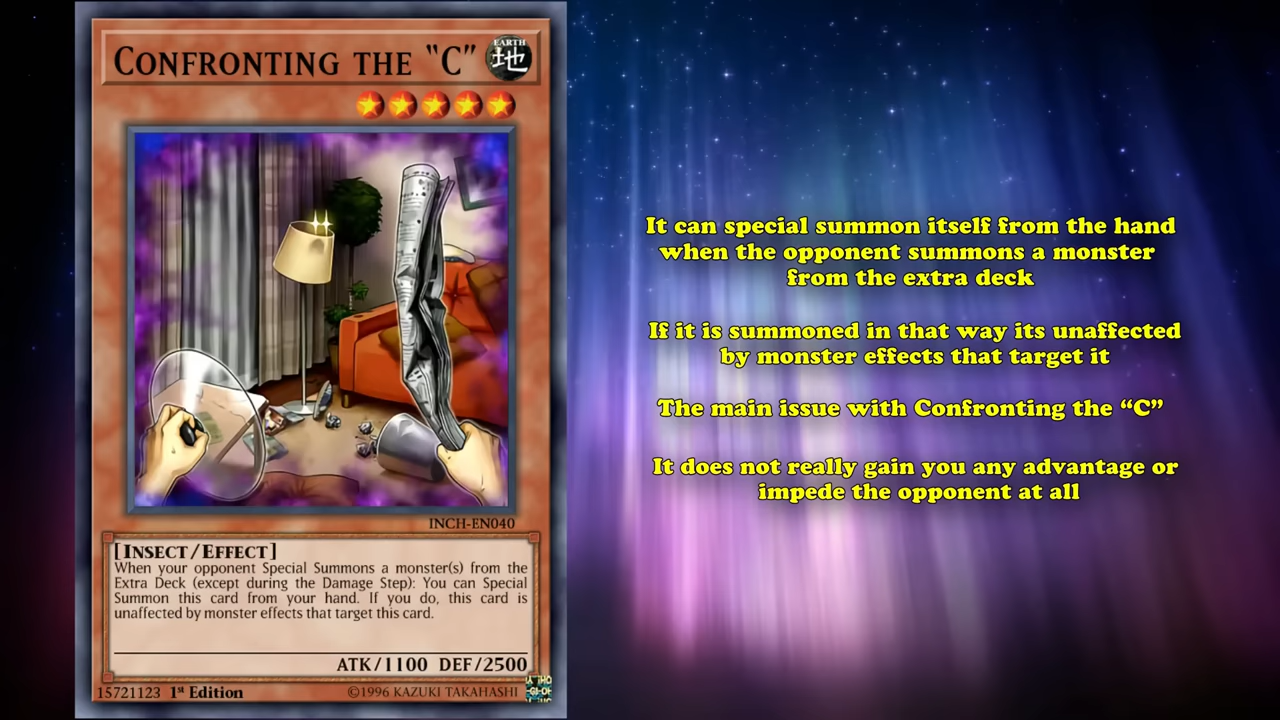 CONFRONTING THE "C"
EARTH
地
INCH-EN040
[INSECT/EFFECT]
When your opponent Special Summons a monster(s) from the
Extra Deck (except during the Damage Step): You can Special
Summon this card from your hand. If you do, this card is
unaffected by monster effects that target this card.
ATK/1100 DEF/2500
15721123 1st Edition ©1996 KAZUKI TAKAHASHI
It can special summon itself from the hand
when the opponent summons a monster
from the extra deck
If it is summoned in that way its unaffected
by monster effects that target it
The main issue with Confronting the “C”
It does not really gain you any advantage or
impede the opponent at all